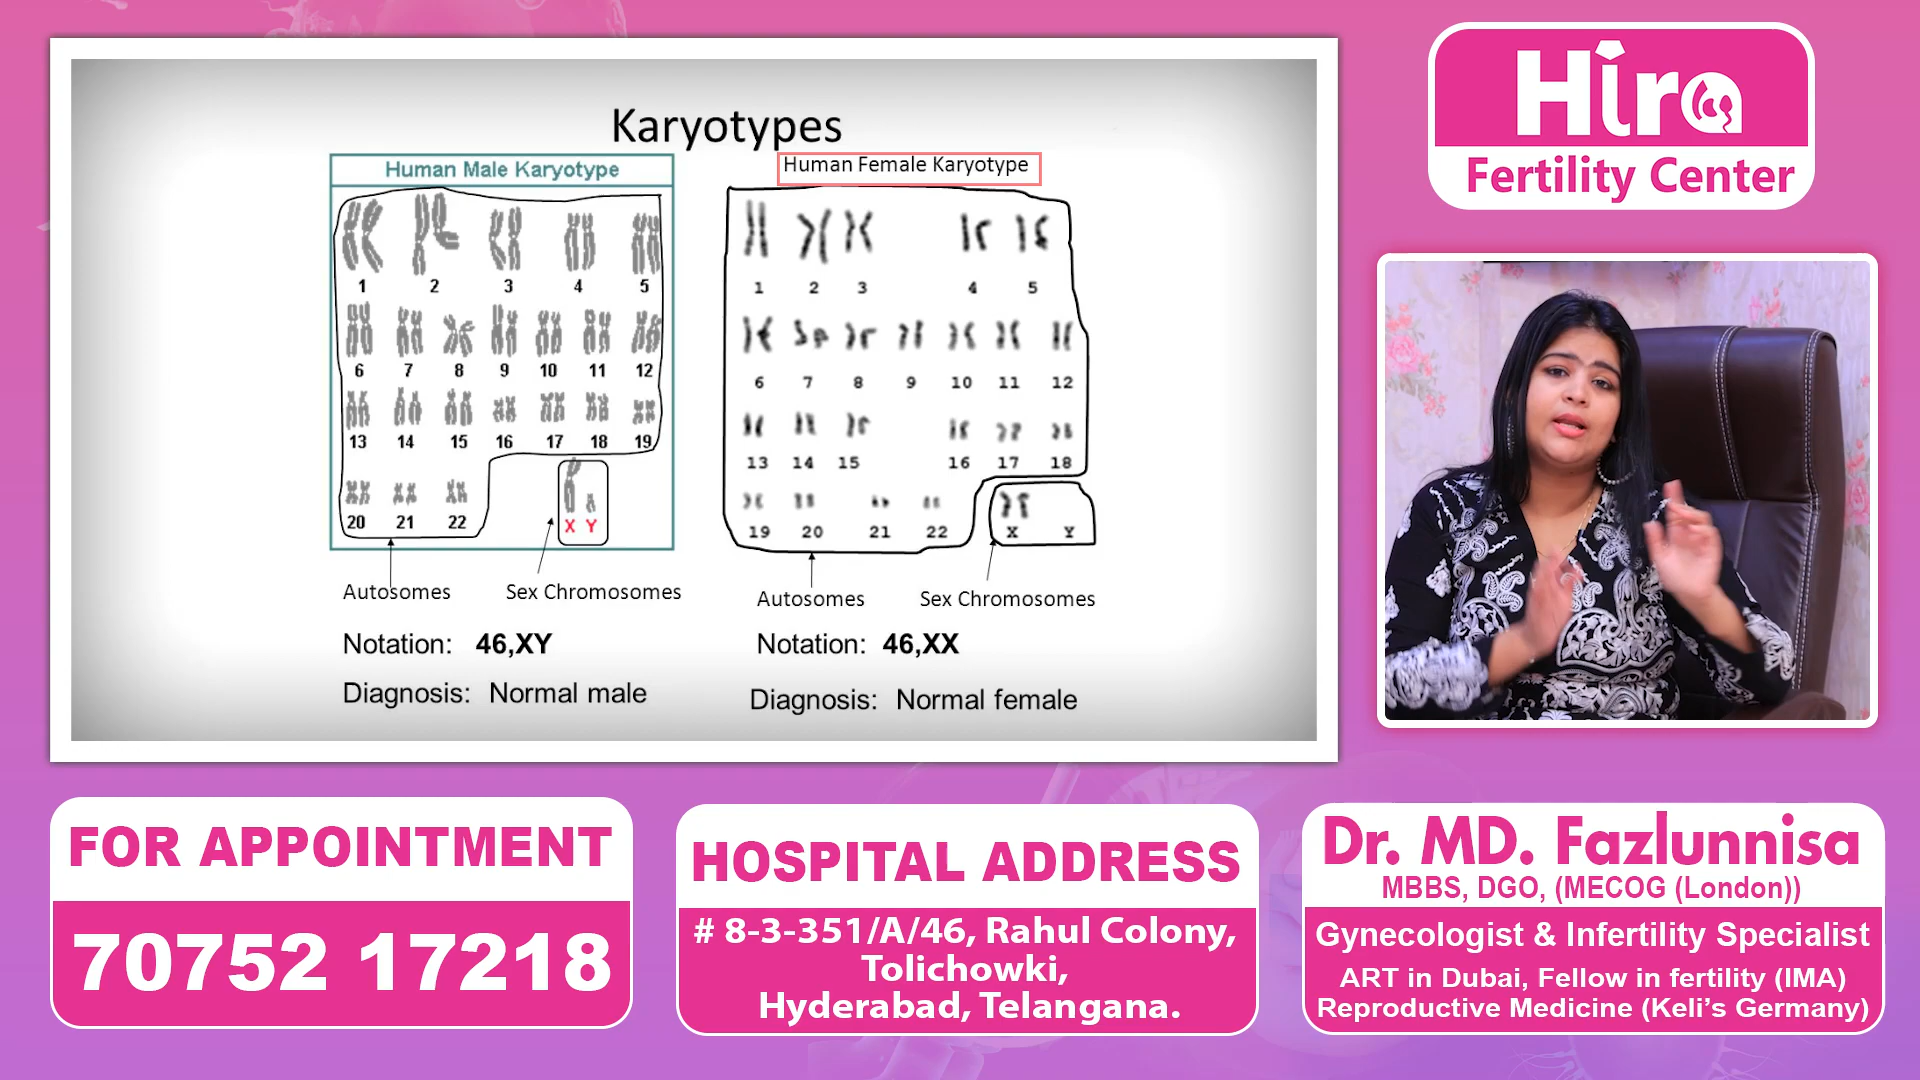 Karyotypes
Human Male Karyotype
1 2 3 4 5
6 7 8 9 10 11 12
13 14 15 16 17 18 19
20 21 22 X Y
Autosomes Sex Chromosomes
Notation: 46,XY
Diagnosis: Normal male
Human Female Karyotype
1 2 3 4 5
6 7 8 9 10 11 12
13 14 15 16 17 18
19 20 21 22 X Y
Autosomes Sex Chromosomes
Notation: 46,XX
Diagnosis: Normal female
Hira
Fertility Center
FOR APPOINTMENT
70752 17218
HOSPITAL ADDRESS
# 8-3-351/A/46, Rahul Colony,
Tolichowki,
Hyderabad, Telangana.
Dr. MD. Fazlunnisa
MBBS, DGO, (MECOG (London))
Gynecologist & Infertility Specialist
ART in Dubai, Fellow in fertility (IMA)
Reproductive Medicine (Keli's Germany)